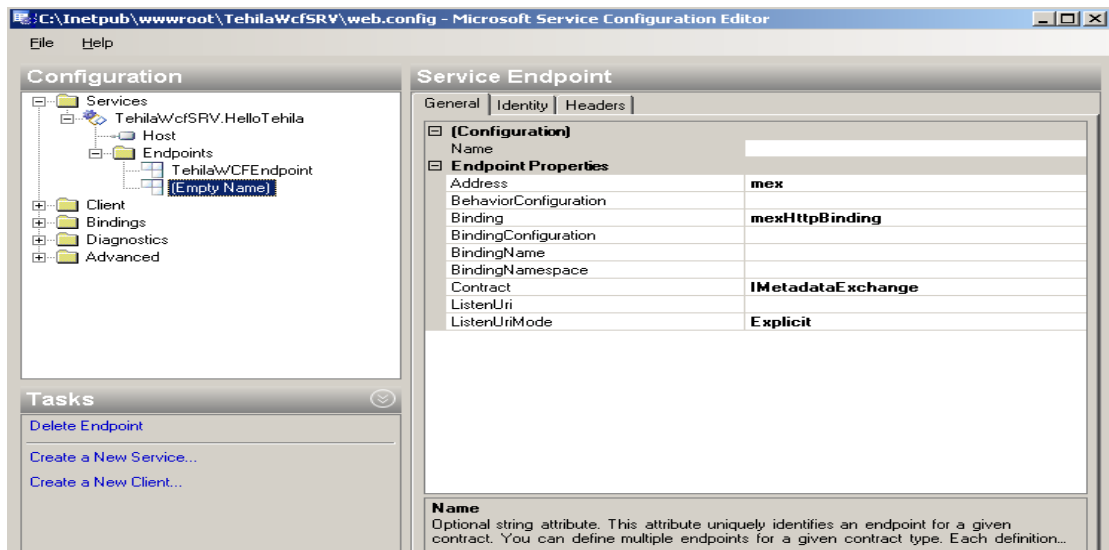 C:\Inetpub\wwwroot\TehilaWcfSRV\web.config - Microsoft Service Configuration Editor
File Help
Configuration
Services
TehilaWcfSRV.HelloTehila
Host
Endpoints
TehilaWCFEndpoint
(Empty Name)
Client
Bindings
Diagnostics
Advanced
Tasks
Delete Endpoint
Create a New Service...
Create a New Client...
Service Endpoint
General Identity Headers
(Configuration)
Name
Endpoint Properties
Address mex
BehaviorConfiguration
Binding mexHttpBinding
BindingConfiguration
BindingName
BindingNamespace
Contract IMetadataExchange
ListenUri
ListenUriMode Explicit
Name
Optional string attribute. This attribute uniquely identifies an endpoint for a given
contract. You can define multiple endpoints for a given contract type. Each definition...